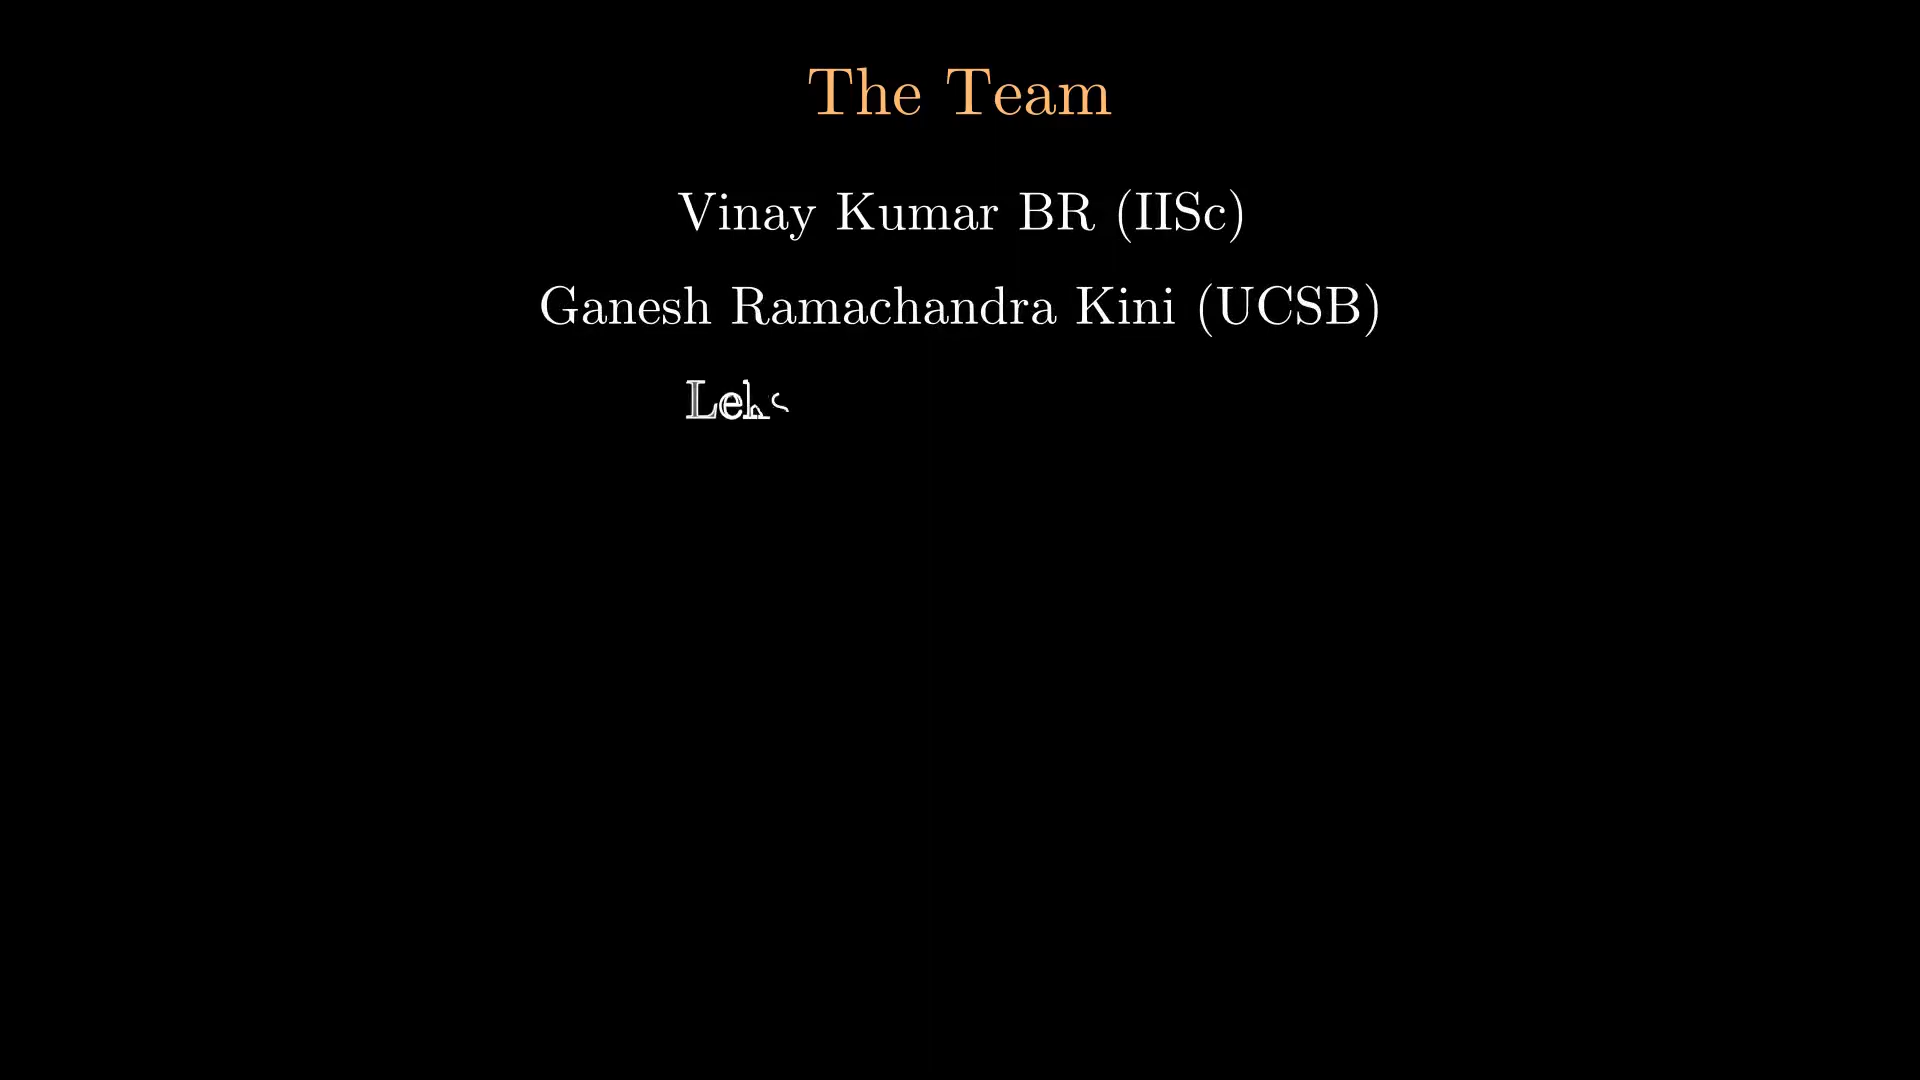 The Team
Vinay Kumar BR (IISc)
Ganesh Ramachandra Kini (UCSB)